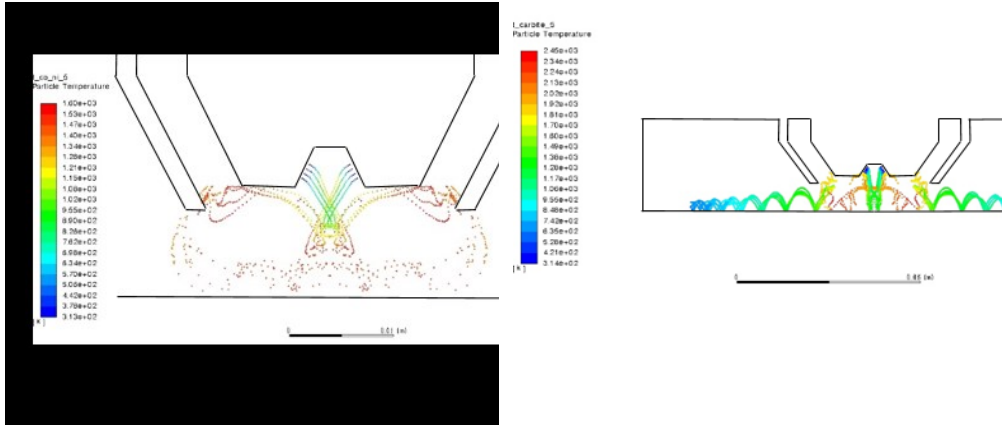 Particle Temperature
1.60e+03
1.53e+03
1.47e+03
1.40e+03
1.34e+03
1.28e+03
1.21e+03
1.15e+03
1.08e+03
1.02e+03
9.55e+02
8.90e+02
8.26e+02
7.62e+02
6.98e+02
6.34e+02
5.70e+02
5.06e+02
4.42e+02
3.78e+02
3.13e+02
[K]
0
0.01 (m)
Particle Temperature
2.45e+03
2.34e+03
2.24e+03
2.13e+03
2.02e+03
1.92e+03
1.81e+03
1.70e+03
1.60e+03
1.49e+03
1.38e+03
1.28e+03
1.17e+03
1.06e+03
9.55e+02
8.48e+02
7.42e+02
6.35e+02
5.28e+02
4.21e+02
3.14e+02
[K]
0
(m)